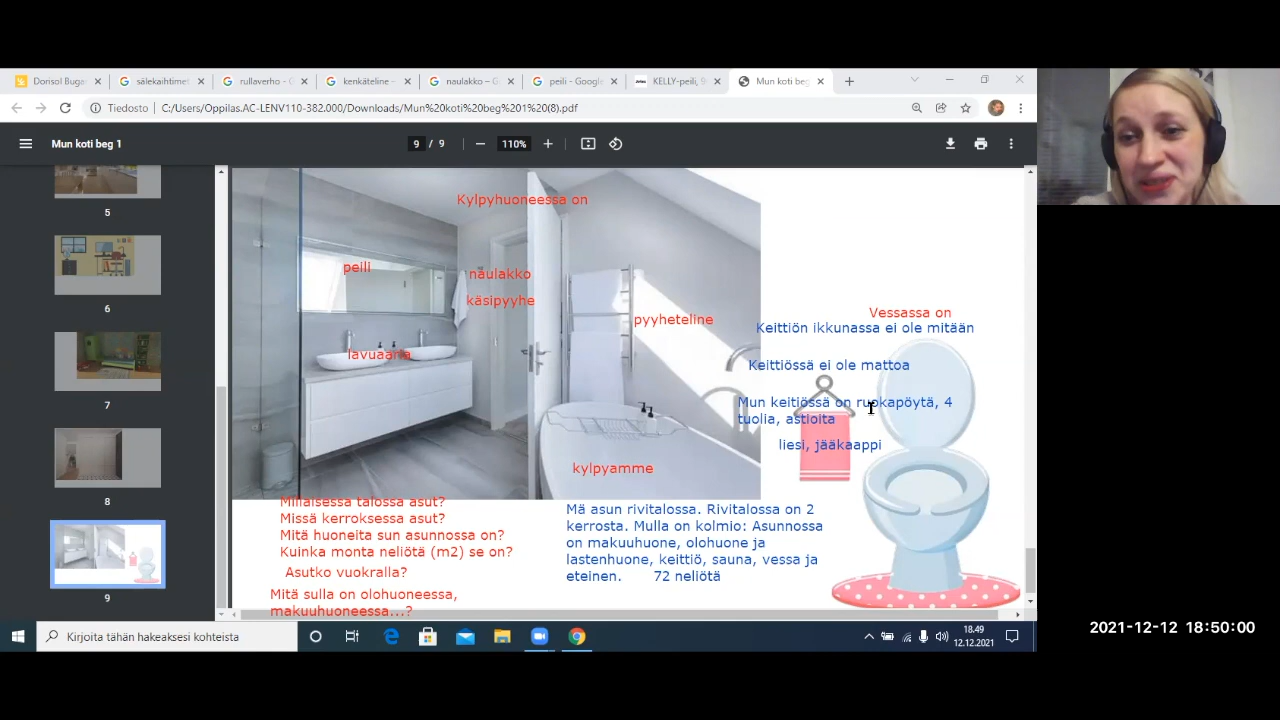 Dorisol Buga
sälekaihtimet
rullaverho - G
kenkäteline -
naulakko – G
peili - Google
KELLY-peili, 9
Mun koti beg
Tiedosto | C:/Users/Oppilas.AC-LENV110-382.000/Downloads/Mun%20koti%20beg%201%20(8).pdf
Mun koti beg 1
9 / 9
110%
5
6
7
8
9
Kylpyhuoneessa on
peili
naulakko
käsipyyhe
pyyheteline
lavuaaria
kylpyamme
Vessassa on
Keittiön ikkunassa ei ole mitään
Keittiössä ei ole mattoa
Mun keitiössä on ruokapöytä, 4
tuolia, astioita
liesi, jääkaappi
Millaisessa talossa asut?
Missä kerroksessa asut?
Mitä huoneita sun asunnossa on?
Kuinka monta neliötä (m2) se on?
Asutko vuokralla?
Mitä sulla on olohuoneessa,
makuuhuoneessa...?
Mä asun rivitalossa. Rivitalossa on 2
kerrosta. Mulla on kolmio: Asunnossa
on makuuhuone, olohuone ja
lastenhuone, keittiö, sauna, vessa ja
eteinen. 72 neliötä
Kirjoita tähän hakeaksesi kohteista
18.49
12.12.2021
2021-12-12 18:50:00